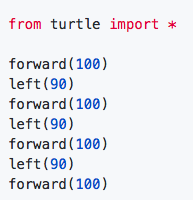 from turtle import *
forward(100)
left(90)
forward(100)
left(90)
forward(100)
left(90)
forward(100)